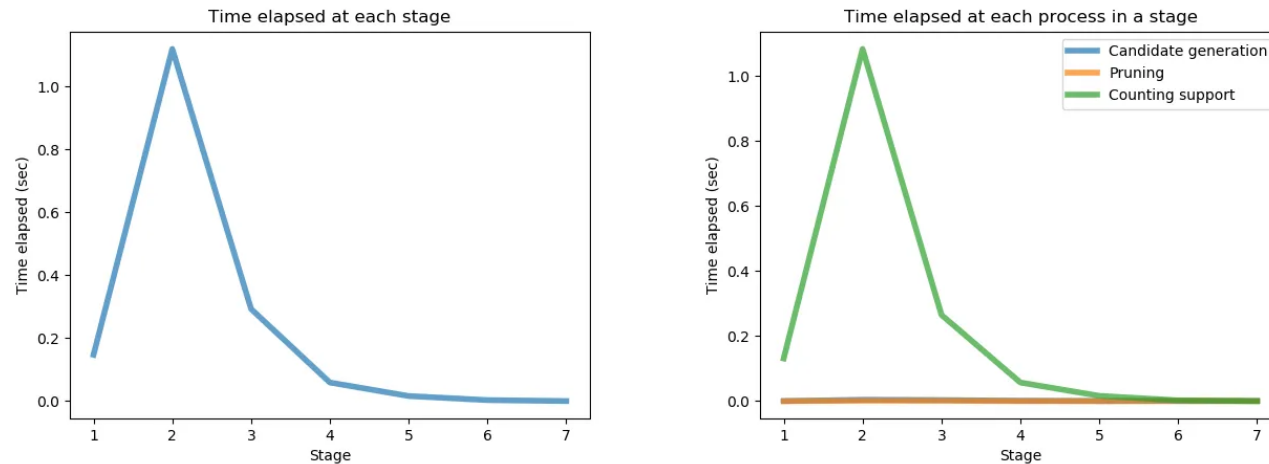 Time elapsed at each stage
Time elapsed (sec)
1.0
0.8
0.6
0.4
0.2
0.0
1 2 3 4 5 6 7
Stage
Time elapsed at each process in a stage
Candidate generation
Pruning
Counting support
Time elapsed (sec)
1.0
0.8
0.6
0.4
0.2
0.0
1 2 3 4 5 6 7
Stage